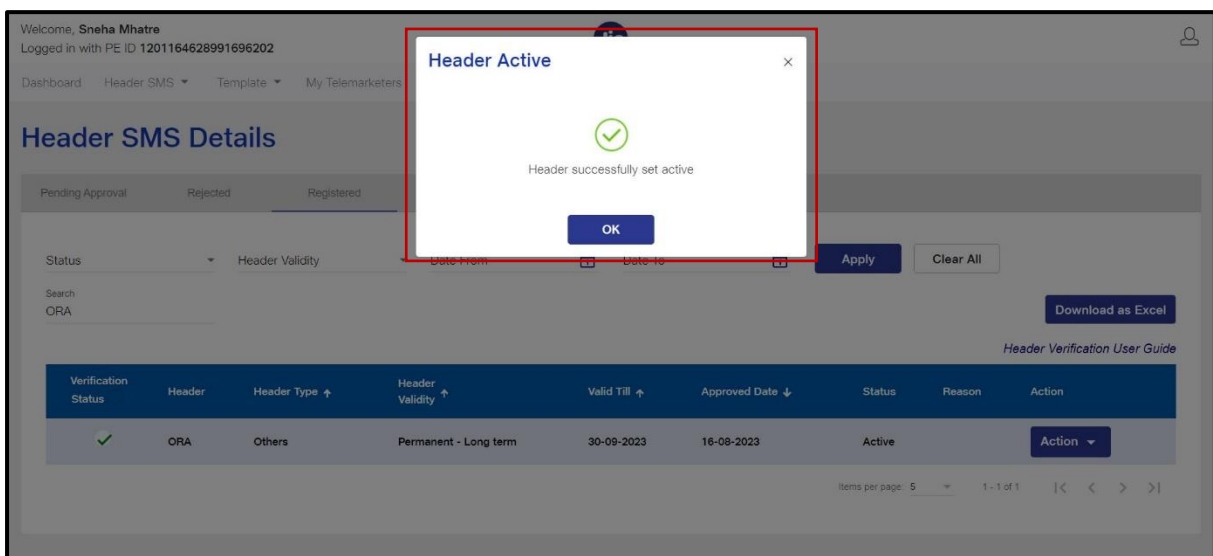 Welcome, Sneha Mhatre
Logged in with PE ID 1201164628991696202
Dashboard Header SMS Template My Telemarketers
Header SMS Details
Header Active
Header successfully set active
OK
Pending Approval Rejected Registered
Status Header Validity Date From Date To Apply Clear All
Search
ORA
Download as Excel
Header Verification User Guide
Verification Status Header Header Type Header Validity Valid Till Approved Date Status Reason Action
ORA Others Permanent - Long term 30-09-2023 16-08-2023 Active Action
Items per page: 5 1 - 1 of 1